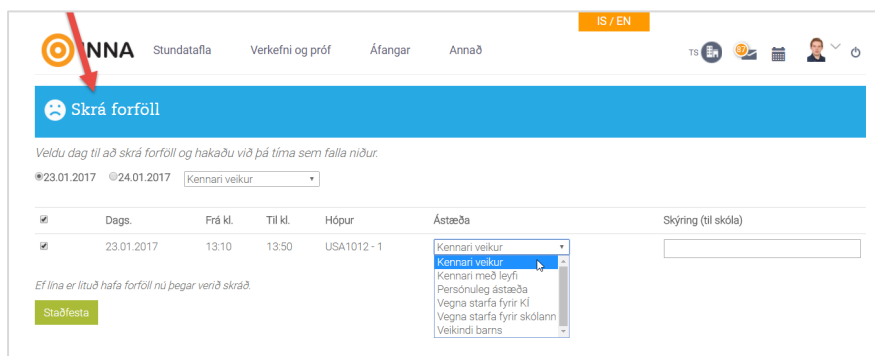 IS / EN
INNA Stundatafla Verkefni og próf Áfangar Annað TS 87
Skrá forföll
Veldu dag til að skrá forföll og hakaðu við þá tíma sem falla niður.
23.01.2017 24.01.2017 Kennari veikur
Dags. Frá kl. Til kl. Hópur Ástæða Skýring (til skóla)
23.01.2017 13:10 13:50 USA1012 - 1 Kennari veikur
Kennari veikur
Kennari með leyfi
Persónuleg ástæða
Vegna starfa fyrir KÍ
Vegna starfa fyrir skólann
Veikindi barns
Ef lína er lituð hafa forföll nú þegar verið skráð.
Staðfesta